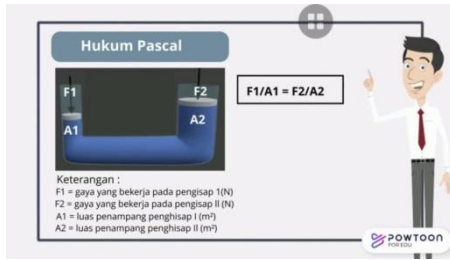 Hukum Pascal
F1
F2
A1
A2
F1/A1 = F2/A2
Keterangan :
F1 = gaya yang bekerja pada pengisap 1(N)
F2 = gaya yang bekerja pada pengisap II (N)
A1 = luas penampang penghisap I (m²)
A2 = luas penampang penghisap II (m²)
POWTOON
FOR EDU